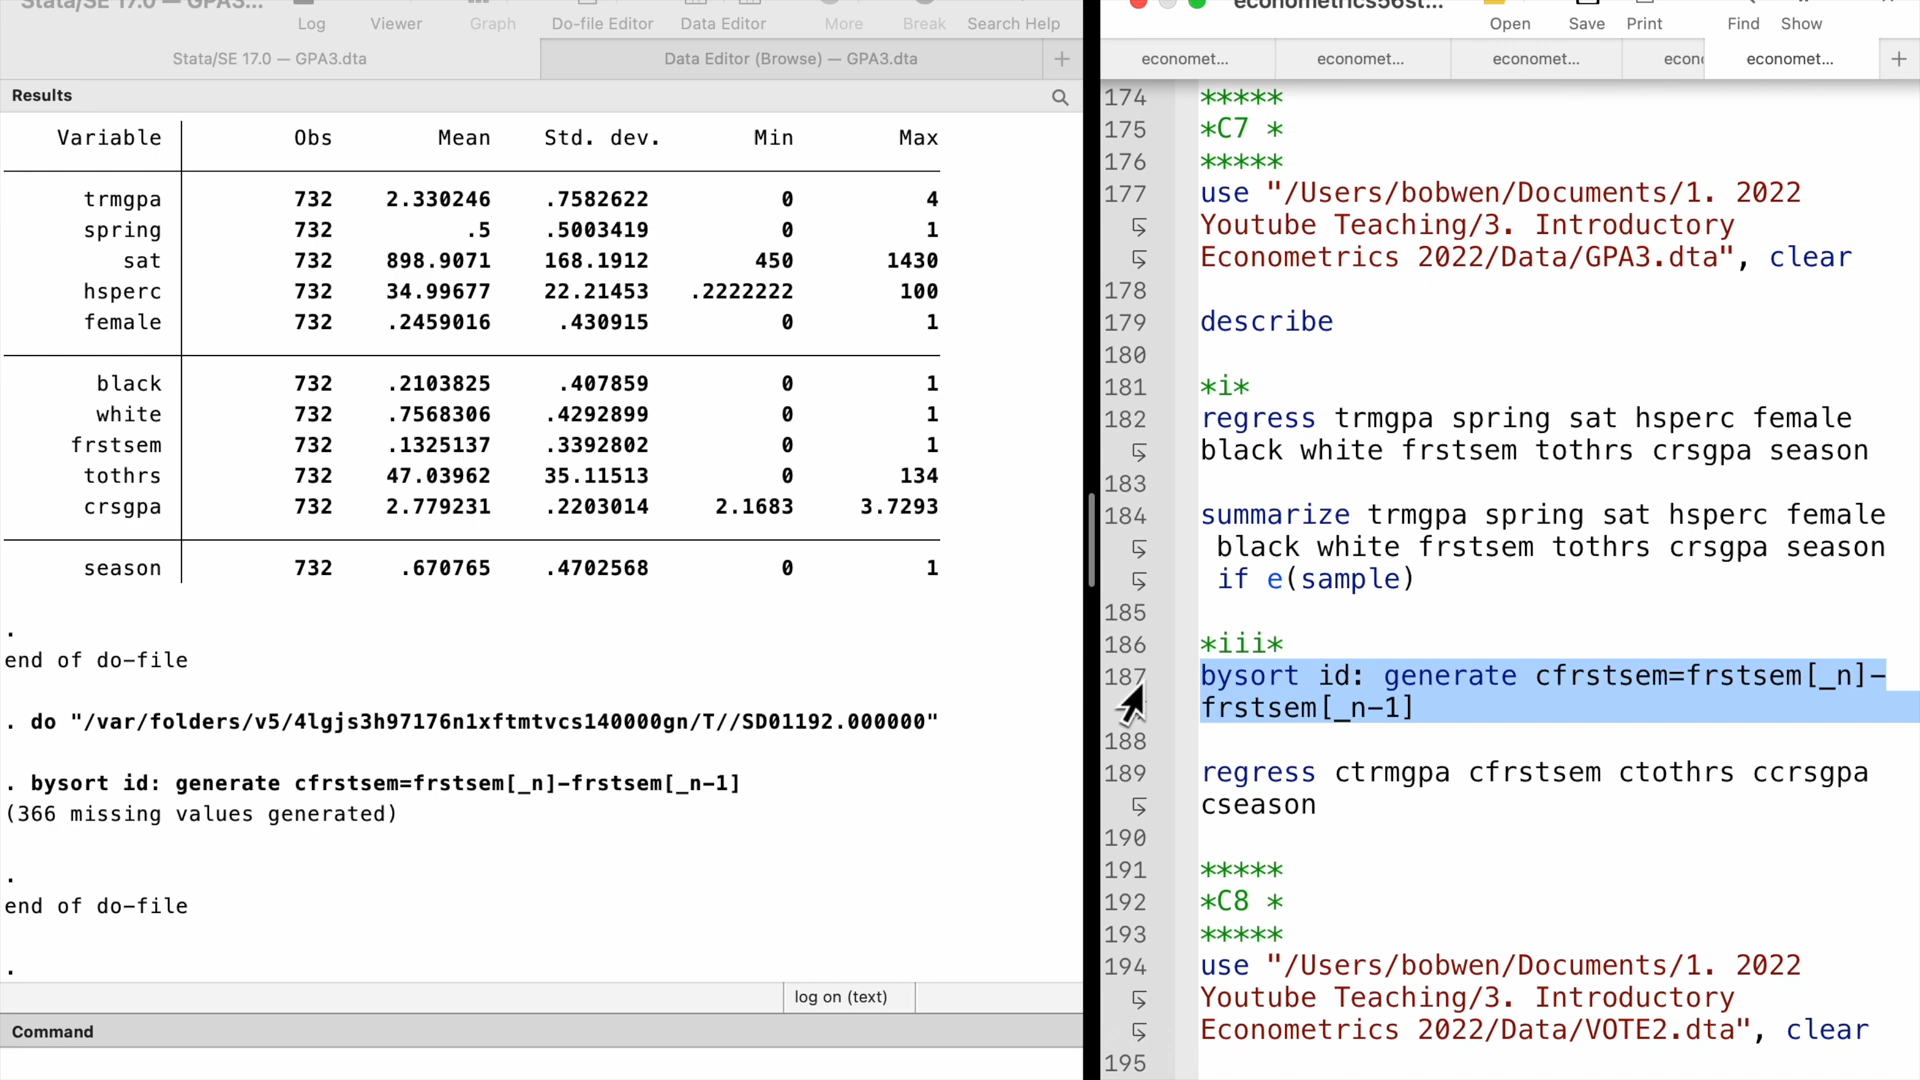 Stata/SE 17.0 — GPA3...
Log Viewer Graph Do-file Editor Data Editor More Break Search Help
Stata/SE 17.0 — GPA3.dta Data Editor (Browse) — GPA3.dta +
Results
Variable Obs Mean Std. dev. Min Max
trmgpa 732 2.330246 .7582622 0 4
spring 732 .5 .5003419 0 1
sat 732 898.9071 168.1912 450 1430
hsperc 732 34.99677 22.21453 .2222222 100
female 732 .2459016 .430915 0 1
black 732 .2103825 .407859 0 1
white 732 .7568306 .4292899 0 1
frstsem 732 .1325137 .3392802 0 1
tothrs 732 47.03962 35.11513 0 134
crsgpa 732 2.779231 .2203014 2.1683 3.7293
season 732 .670765 .4702568 0 1
.
end of do-file
. do "/var/folders/v5/4lgjs3h97176n1xftmtvcs140000gn/T//SD01192.000000"
. bysort id: generate cfrstsem=frstsem[_n]-frstsem[_n-1]
(366 missing values generated)
.
end of do-file
.
log on (text)
Command
econometrics56st...
Open Save Print Find Show
economet... economet... economet... econ economet... +
174 *****
175 *C7 *
176 *****
177 use "/Users/bobwen/Documents/1. 2022
Youtube Teaching/3. Introductory
Econometrics 2022/Data/GPA3.dta", clear
178
179 describe
180
181 *i*
182 regress trmgpa spring sat hsperc female
black white frstsem tothrs crsgpa season
183
184 summarize trmgpa spring sat hsperc female
black white frstsem tothrs crsgpa season
if e(sample)
185
186 *iii*
187 bysort id: generate cfrstsem=frstsem[_n]-
frstsem[_n-1]
188
189 regress ctrmgpa cfrstsem ctothrs ccrsgpa
cseason
190
191 *****
192 *C8 *
193 *****
194 use "/Users/bobwen/Documents/1. 2022
Youtube Teaching/3. Introductory
Econometrics 2022/Data/VOTE2.dta", clear
195